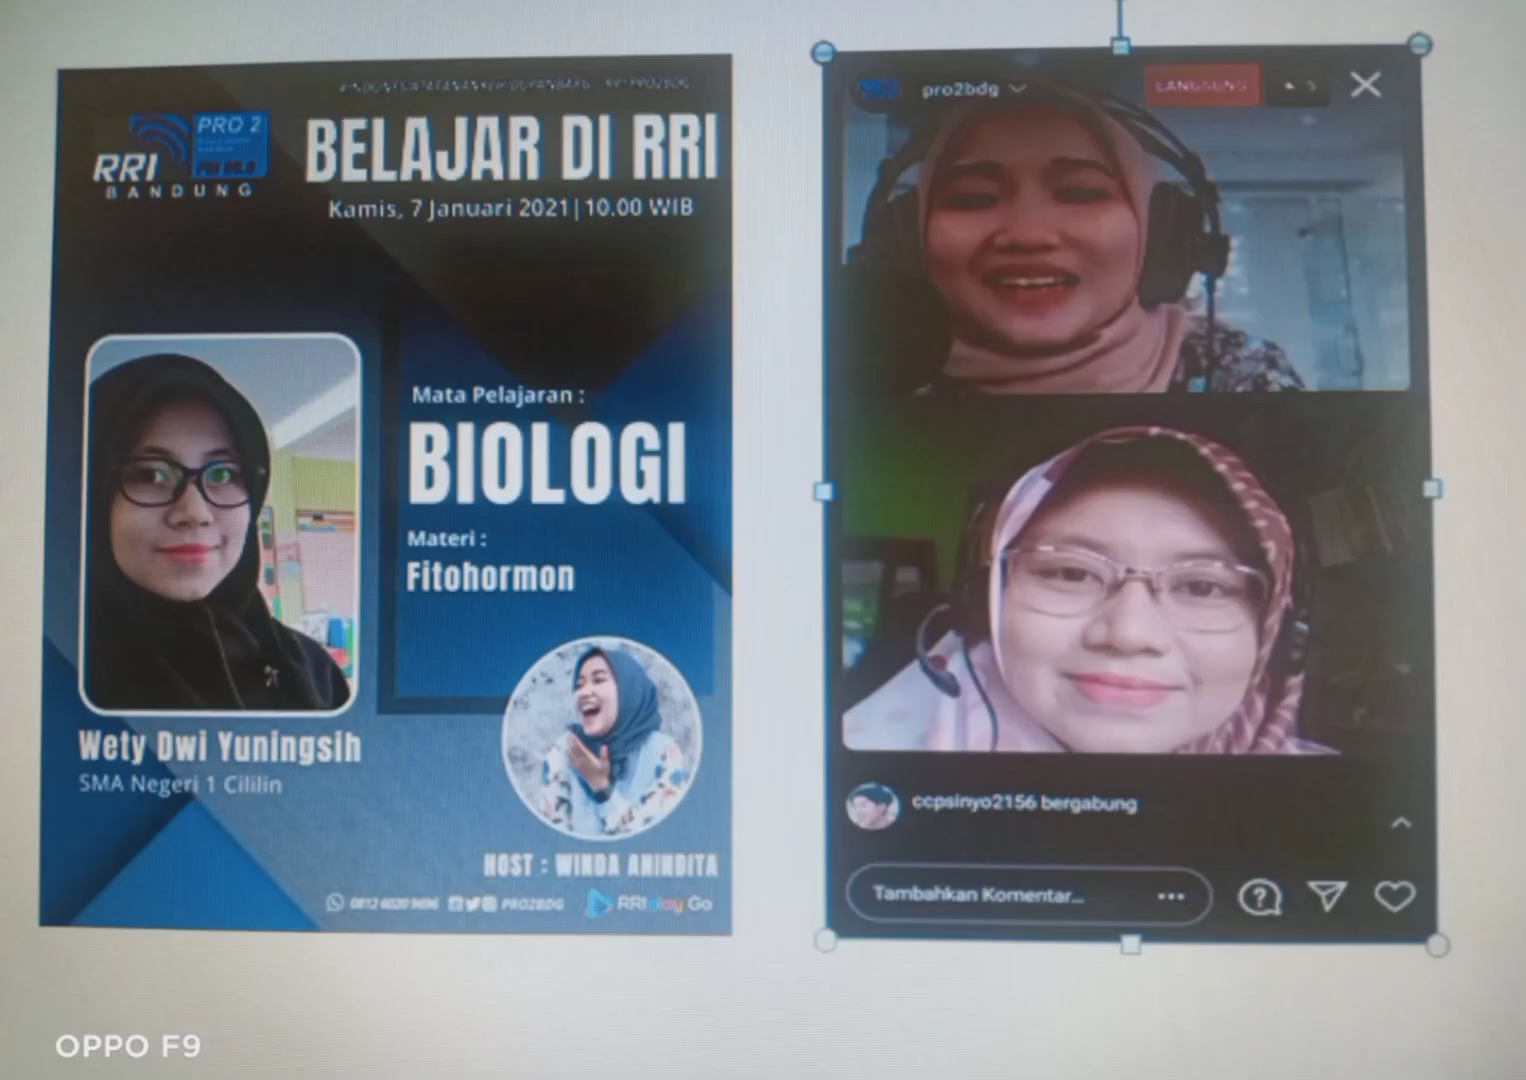 PRO 2
RRI
BANDUNG
BELAJAR DI RRI
Kamis, 7 Januari 2021|10.00 WIB
Mata Pelajaran :
BIOLOGI
Materi :
Fitohormon
Wety Dwi Yuningsih
SMA Negeri 1 Cililin
HOST : WINDA ANINDITA
PRO2BDG
RRI play Go
pro2bdg
LANGSUNG
ccpsinyo2156 bergabung
Tambahkan Komentar...
OPPO F9